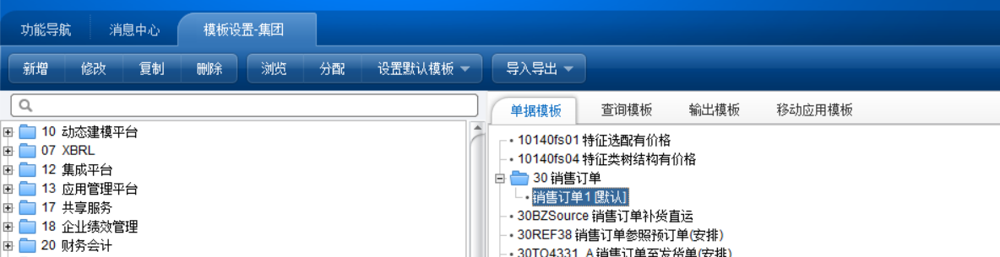 功能导航 消息中心 模板设置-集团
新增 修改 复制 删除 浏览 分配 设置默认模板 导入导出
单据模板 查询模板 输出模板 移动应用模板
10 动态建模平台
07 XBRL
12 集成平台
13 应用管理平台
17 共享服务
18 企业绩效管理
20 财务会计
10140fs01 特征选配有价格
10140fs04 特征类树结构有价格
30 销售订单
销售订单1 [默认]
30BZSource 销售订单补货直运
30REF38 销售订单参照预订单(安排)
30TO4331_A 销售订单至发货单(安排)